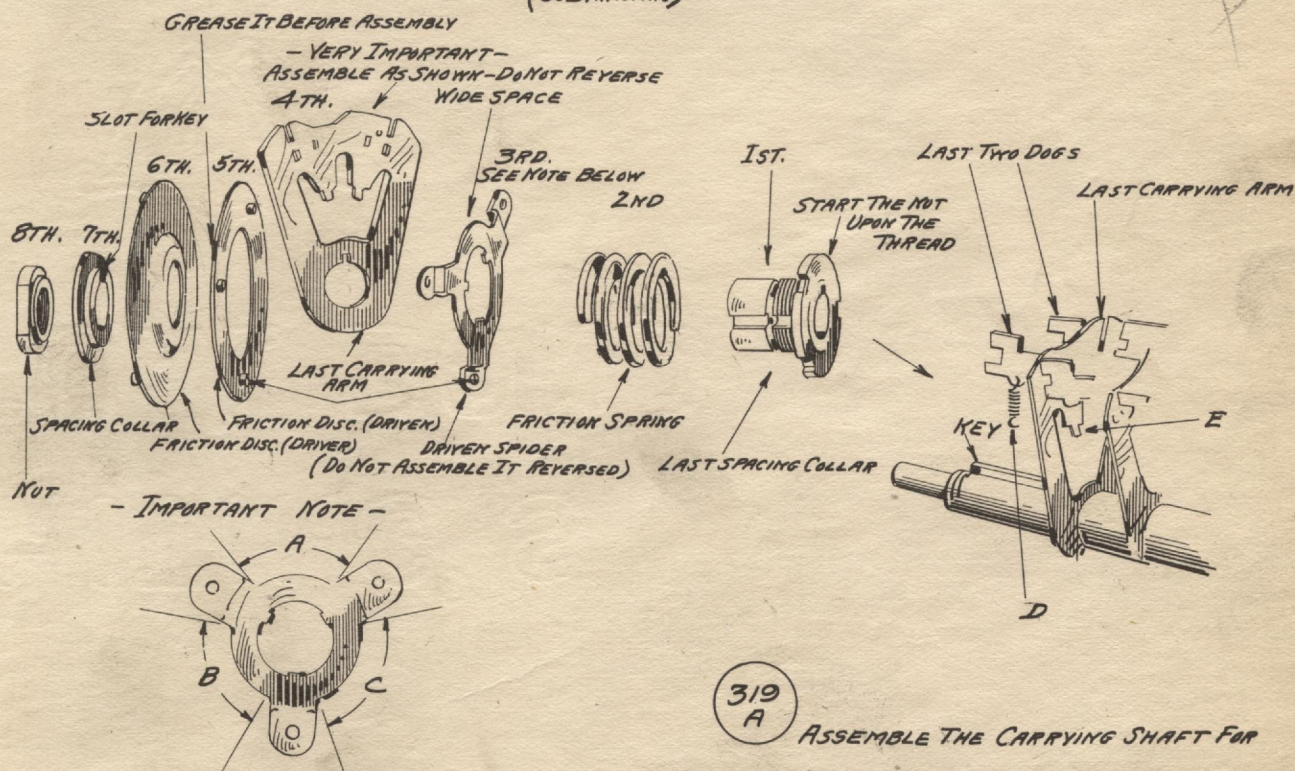 GREASE IT BEFORE ASSEMBLY
- VERY IMPORTANT -
ASSEMBLE AS SHOWN - DO NOT REVERSE
4TH.
WIDE SPACE
SLOT FOR KEY
6TH.
5TH.
3RD.
SEE NOTE BELOW
2ND
1ST.
START THE NUT
UPON THE
THREAD
LAST TWO DOGS
LAST CARRYING ARM
8TH.
7TH.
LAST CARRYING
ARM
SPACING COLLAR
FRICTION DISC. (DRIVEN)
FRICTION DISC. (DRIVER)
DRIVEN SPIDER
(DO NOT ASSEMBLE IT REVERSED)
FRICTION SPRING
LAST SPACING COLLAR
KEY
E
NUT
D
- IMPORTANT NOTE -
A
B
C
319
A
ASSEMBLE THE CARRYING SHAFT FOR